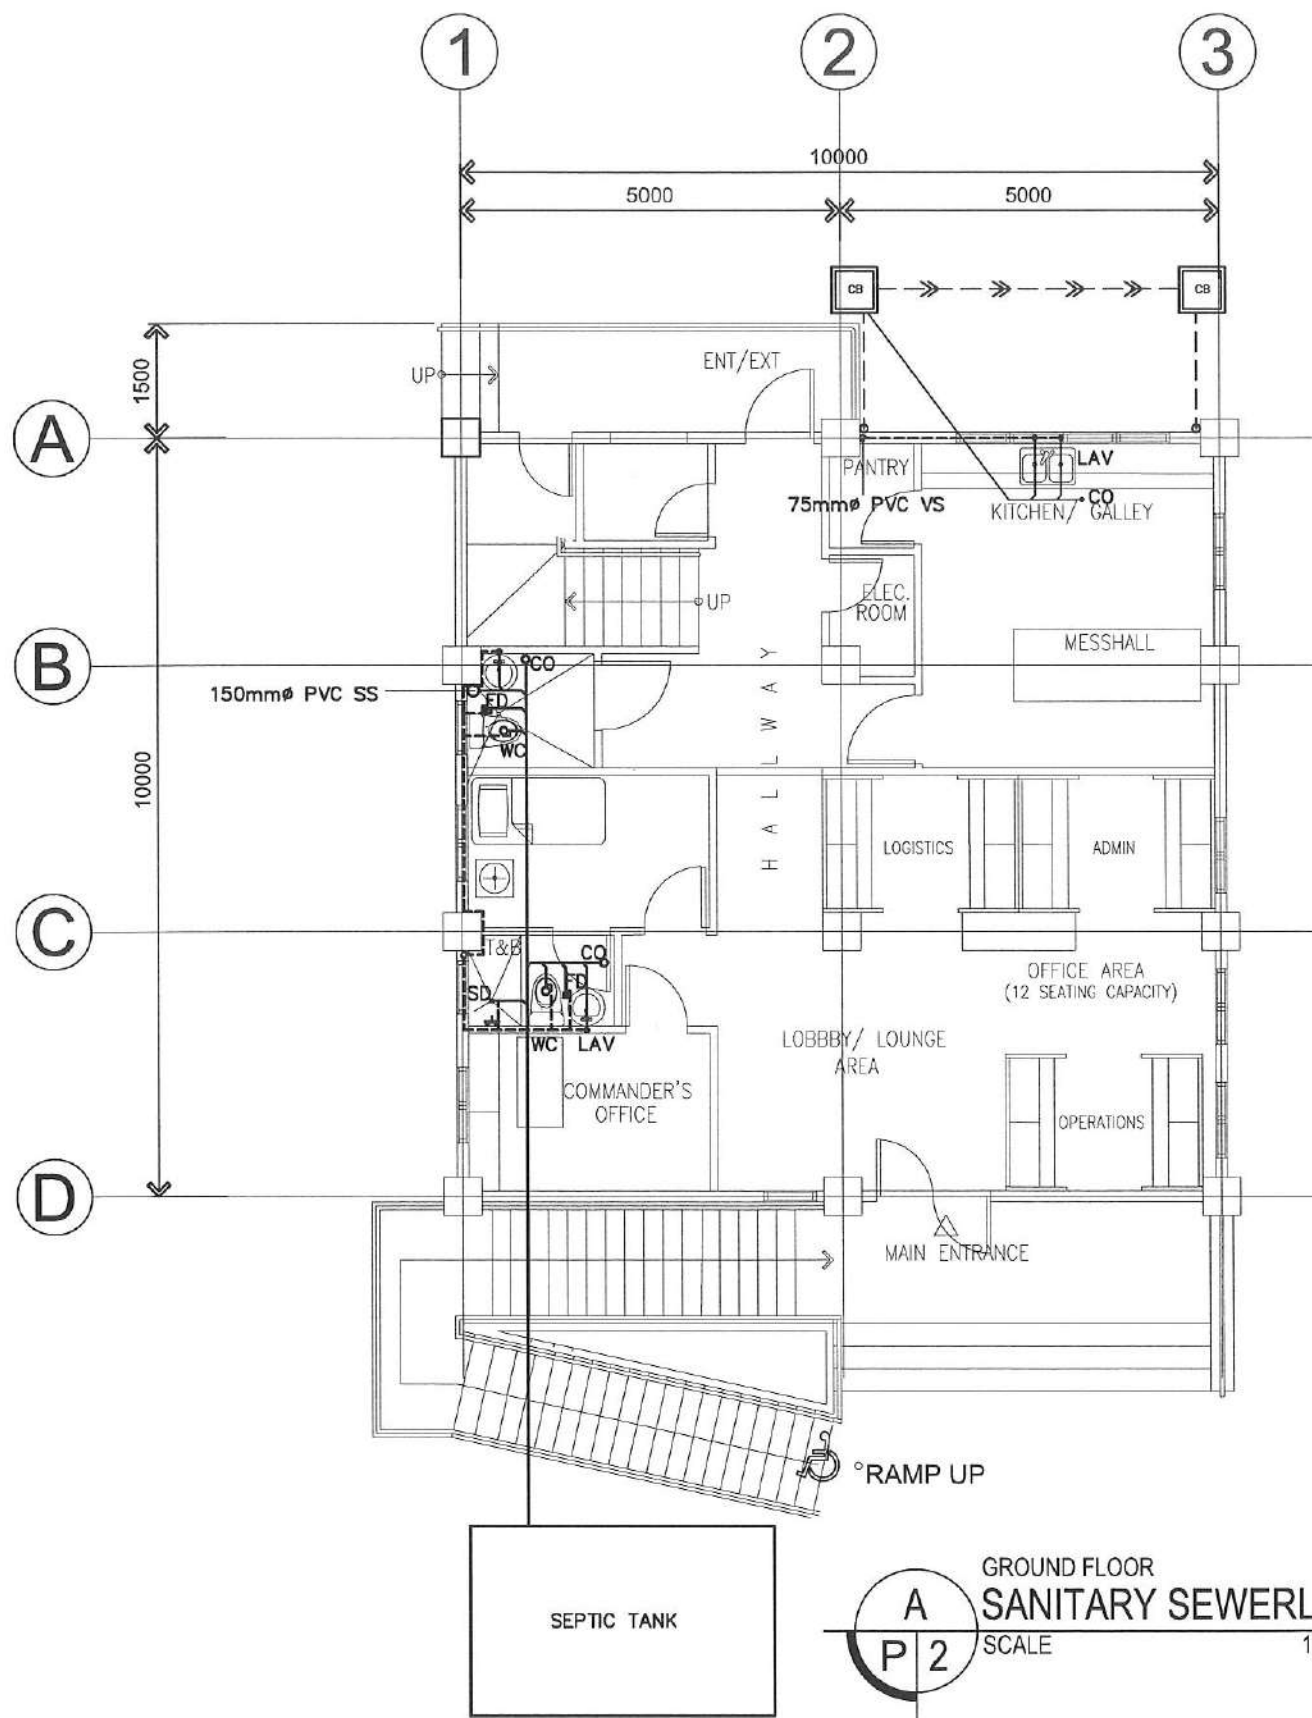 1
2
3
10000
5000
5000
CB
CB
1500
UP
ENT/EXT
A
PANTRY
LAV
75mmø PVC VS
CO
KITCHEN/ GALLEY
ELEC.
ROOM
UP
MESSHALL
B
CO
150mmø PVC SS
FD
WC
HALLWAY
10000
LOGISTICS
ADMIN
C
T&B
CO
OFFICE AREA
(12 SEATING CAPACITY)
SD
FD
WC
LAV
LOBBBY/ LOUNGE
AREA
COMMANDER'S
OFFICE
OPERATIONS
D
MAIN ENTRANCE
°RAMP UP
SEPTIC TANK
A
P 2
GROUND FLOOR
SANITARY SEWERL
SCALE 1